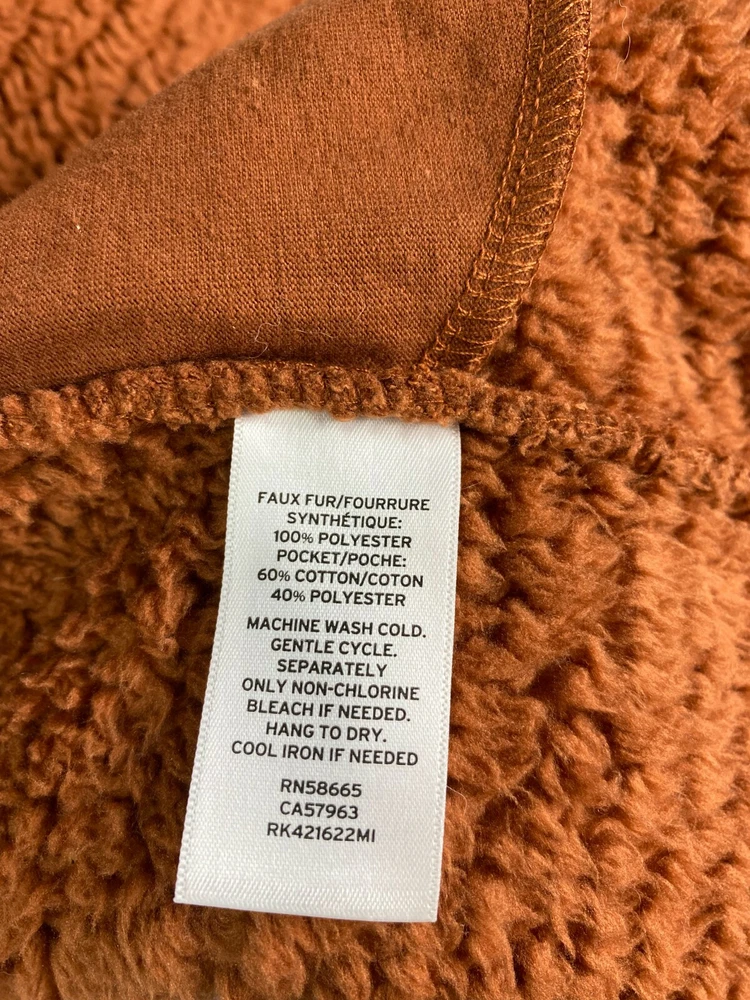 FAUX FUR/FOURRURE
SYNTHÉTIQUE:
100% POLYESTER
POCKET/POCHE:
60% COTTON/COTON
40% POLYESTER
MACHINE WASH COLD.
GENTLE CYCLE.
SEPARATELY
ONLY NON-CHLORINE
BLEACH IF NEEDED.
HANG TO DRY.
COOL IRON IF NEEDED
RN58665
CA57963
RK421622MI